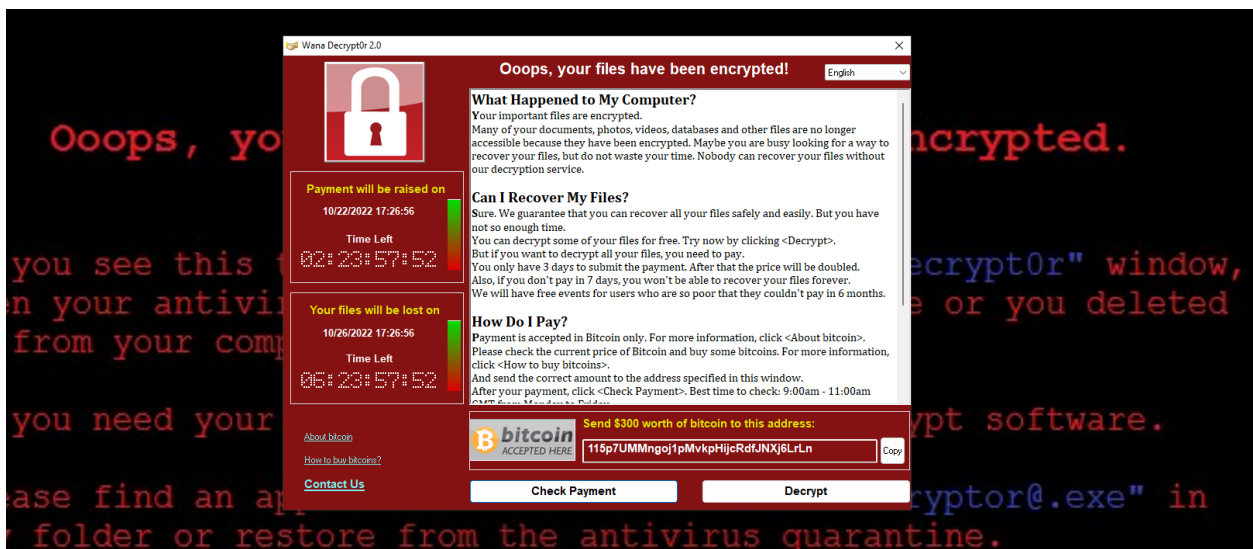 Wana Decrypt0r 2.0
Ooops, your files have been encrypted!
English
Payment will be raised on
10/22/2022 17:26:56
Time Left
02:23:57:52
Your files will be lost on
10/26/2022 17:26:56
Time Left
06:23:57:52
About bitcoin
How to buy bitcoins?
Contact Us
What Happened to My Computer?
Your important files are encrypted.
Many of your documents, photos, videos, databases and other files are no longer
accessible because they have been encrypted. Maybe you are busy looking for a way to
recover your files, but do not waste your time. Nobody can recover your files without
our decryption service.
Can I Recover My Files?
Sure. We guarantee that you can recover all your files safely and easily. But you have
not so enough time.
You can decrypt some of your files for free. Try now by clicking <Decrypt>.
But if you want to decrypt all your files, you need to pay.
You only have 3 days to submit the payment. After that the price will be doubled.
Also, if you don't pay in 7 days, you won't be able to recover your files forever.
We will have free events for users who are so poor that they couldn't pay in 6 months.
How Do I Pay?
Payment is accepted in Bitcoin only. For more information, click <About bitcoin>.
Please check the current price of Bitcoin and buy some bitcoins. For more information,
click <How to buy bitcoins>.
And send the correct amount to the address specified in this window.
After your payment, click <Check Payment>. Best time to check: 9:00am - 11:00am
GMT from Monday to Friday
bitcoin
ACCEPTED HERE
Send $300 worth of bitcoin to this address:
115p7UMMngoj1pMvkpHijcRdfJNXj6LrLn
Copy
Check Payment
Decrypt
Ooops, ncrypted.
you see this window,
your or you deleted
from your
you need your software.
find an in
folder or restore from the antivirus quarantine.